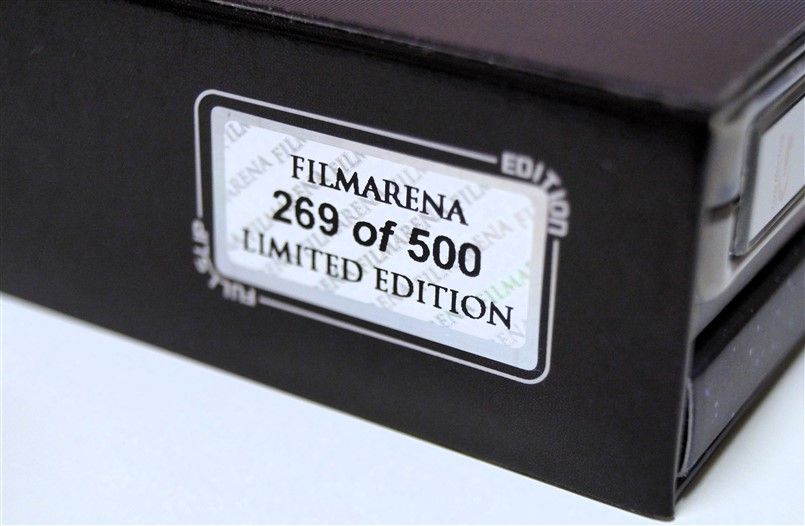 FILMARENA
269 of 500
LIMITED EDITION
EDITION
FULLSLIP